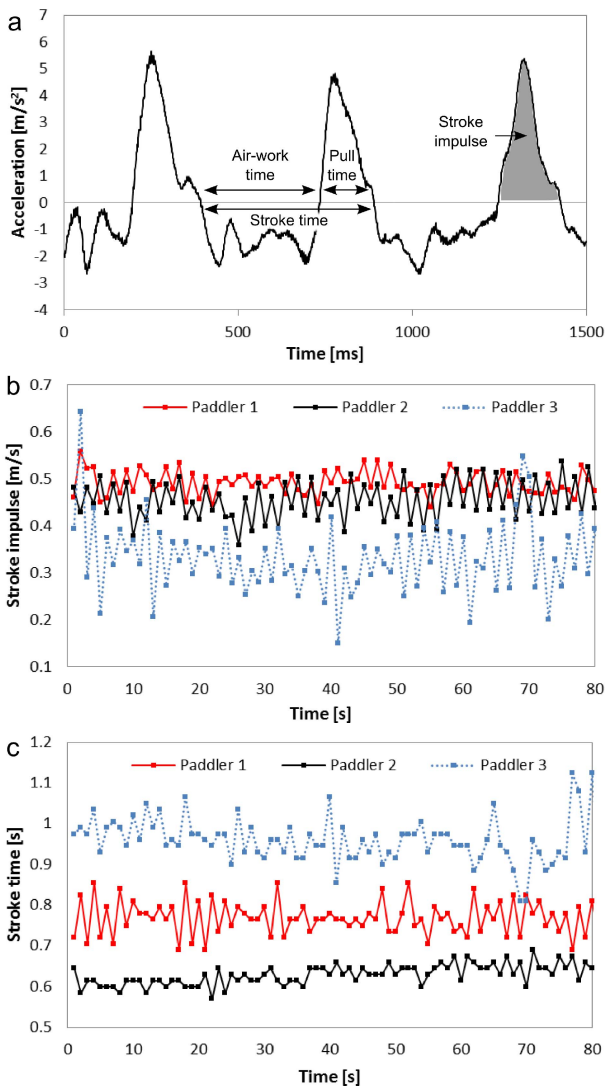 a
7
6
5
4
3
2
1
0
-1
-2
-3
-4
Acceleration [m/s²]
Air-work time
Pull time
Stroke time
Stroke impulse
0 500 1000 1500
Time [ms]
b
0.7
0.6
0.5
0.4
0.3
0.2
0.1
Stroke impulse [m/s]
Paddler 1 Paddler 2 Paddler 3
0 10 20 30 40 50 60 70 80
Time [s]
c
1.2
1.1
1
0.9
0.8
0.7
0.6
0.5
Stroke time [s]
Paddler 1 Paddler 2 Paddler 3
0 10 20 30 40 50 60 70 80
Time [s]